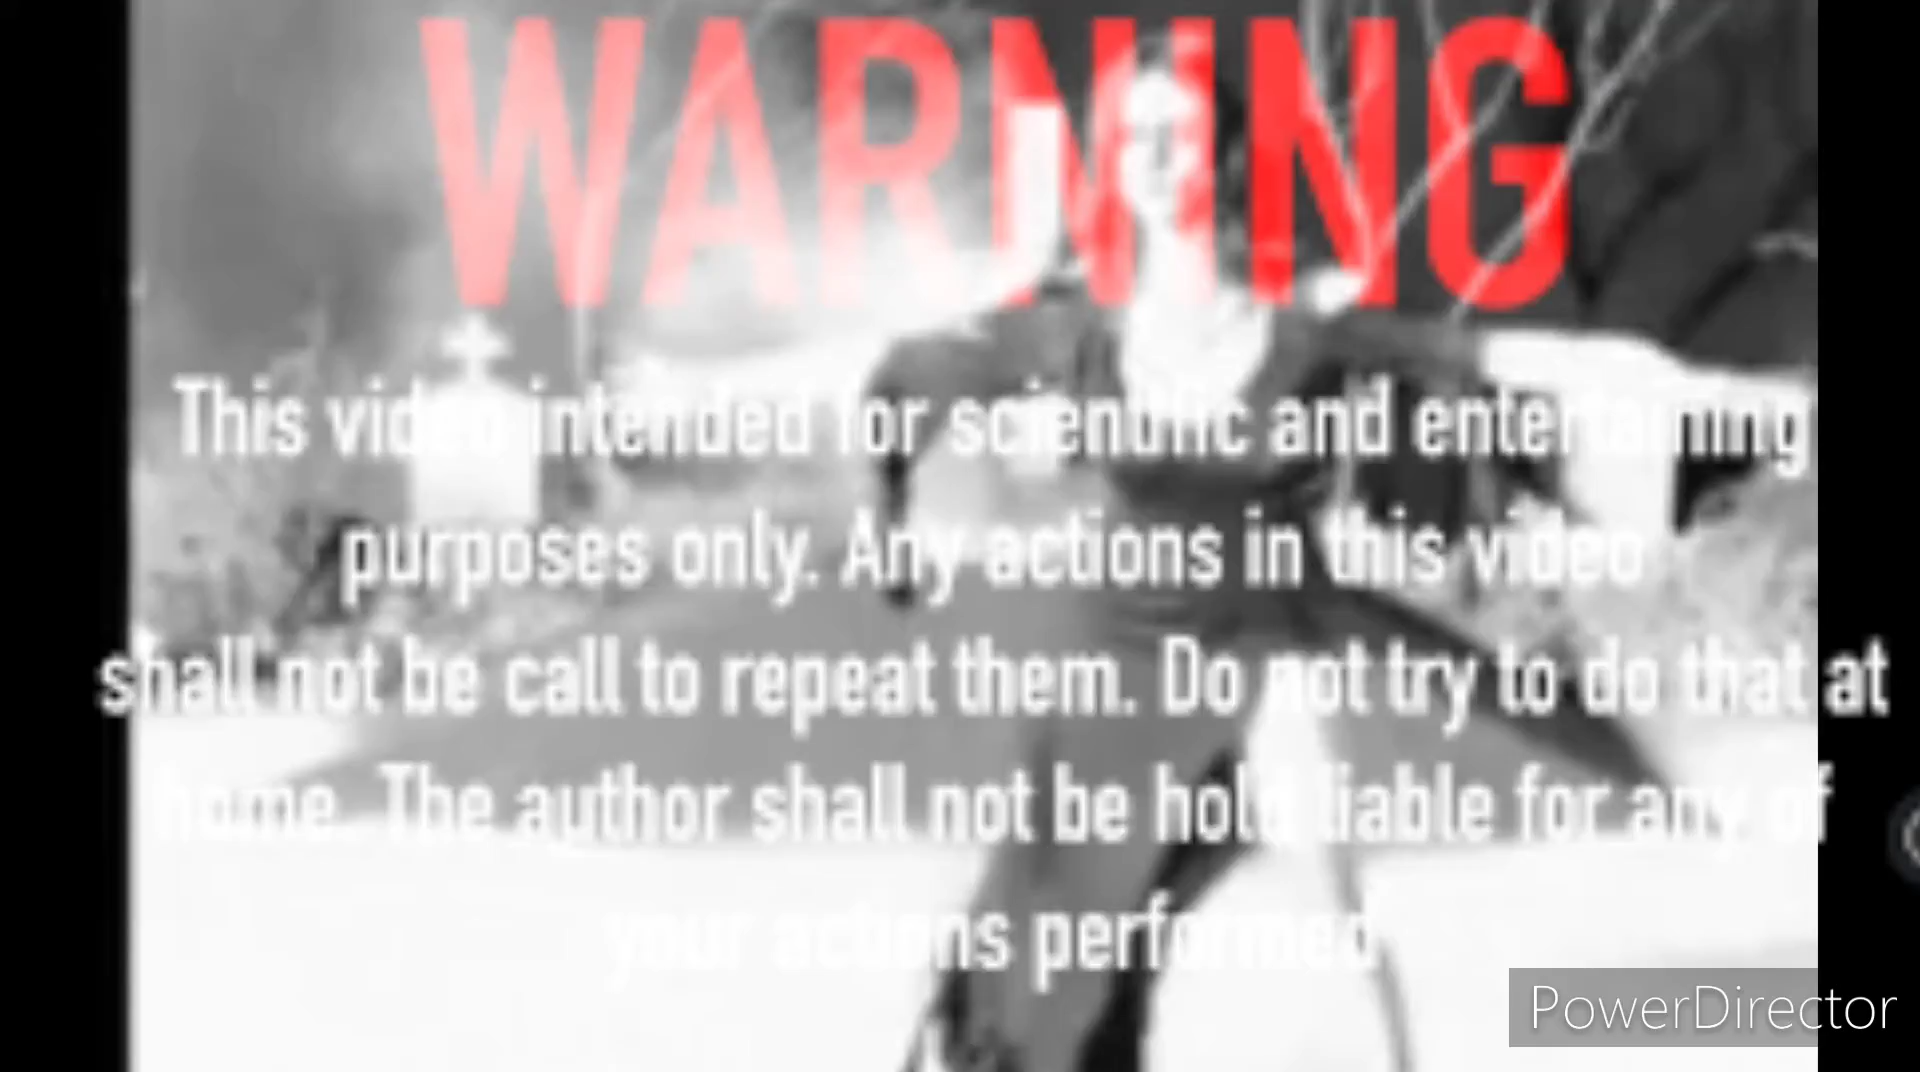 WARNING
This video intended for scientific and entertaining
purposes only. Any actions in this video
shall not be call to repeat them. Do not try to do that at
home. The author shall not be hold liable for any of
your actions performed
PowerDirector